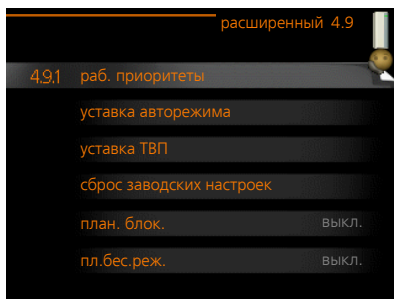 расширенный 4.9
4.9.1 раб. приоритеты
уставка авторежима
уставка ТВП
сброс заводских настроек
план. блок. выкл.
пл.бес.реж. выкл.